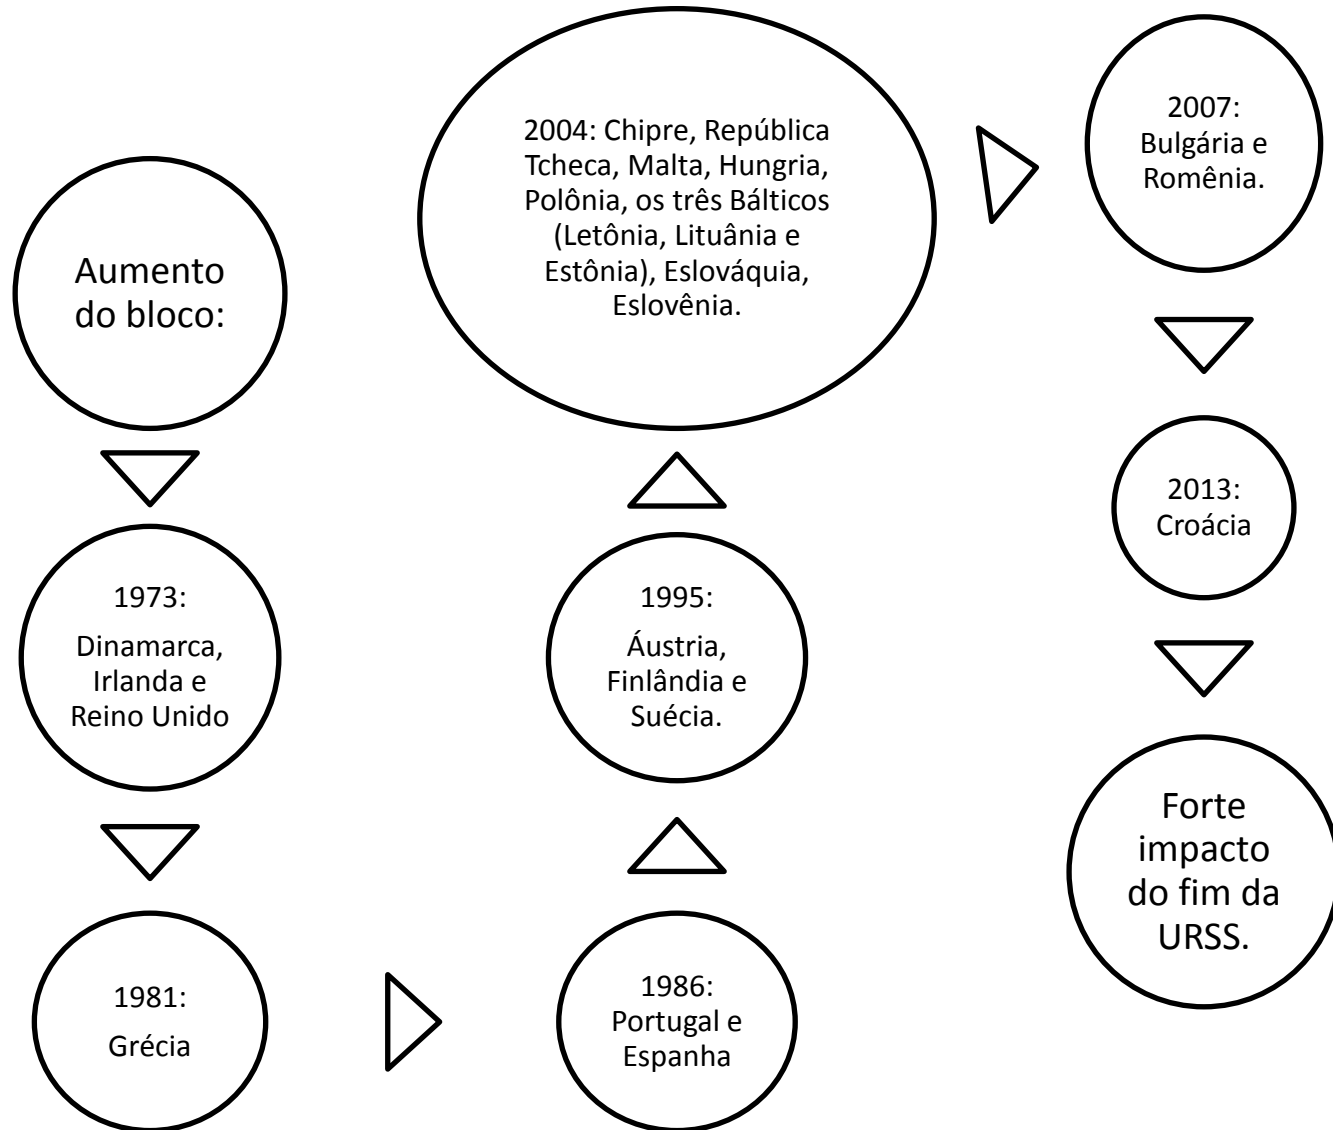 Aumento
do bloco:
1973:
Dinamarca,
Irlanda e
Reino Unido
1981:
Grécia
1986:
Portugal e
Espanha
1995:
Áustria,
Finlândia e
Suécia.
2004: Chipre, República
Tcheca, Malta, Hungria,
Polônia, os três Bálticos
(Letônia, Lituânia e
Estônia), Eslováquia,
Eslovênia.
2007:
Bulgária e
Romênia.
2013:
Croácia
Forte
impacto
do fim da
URSS.